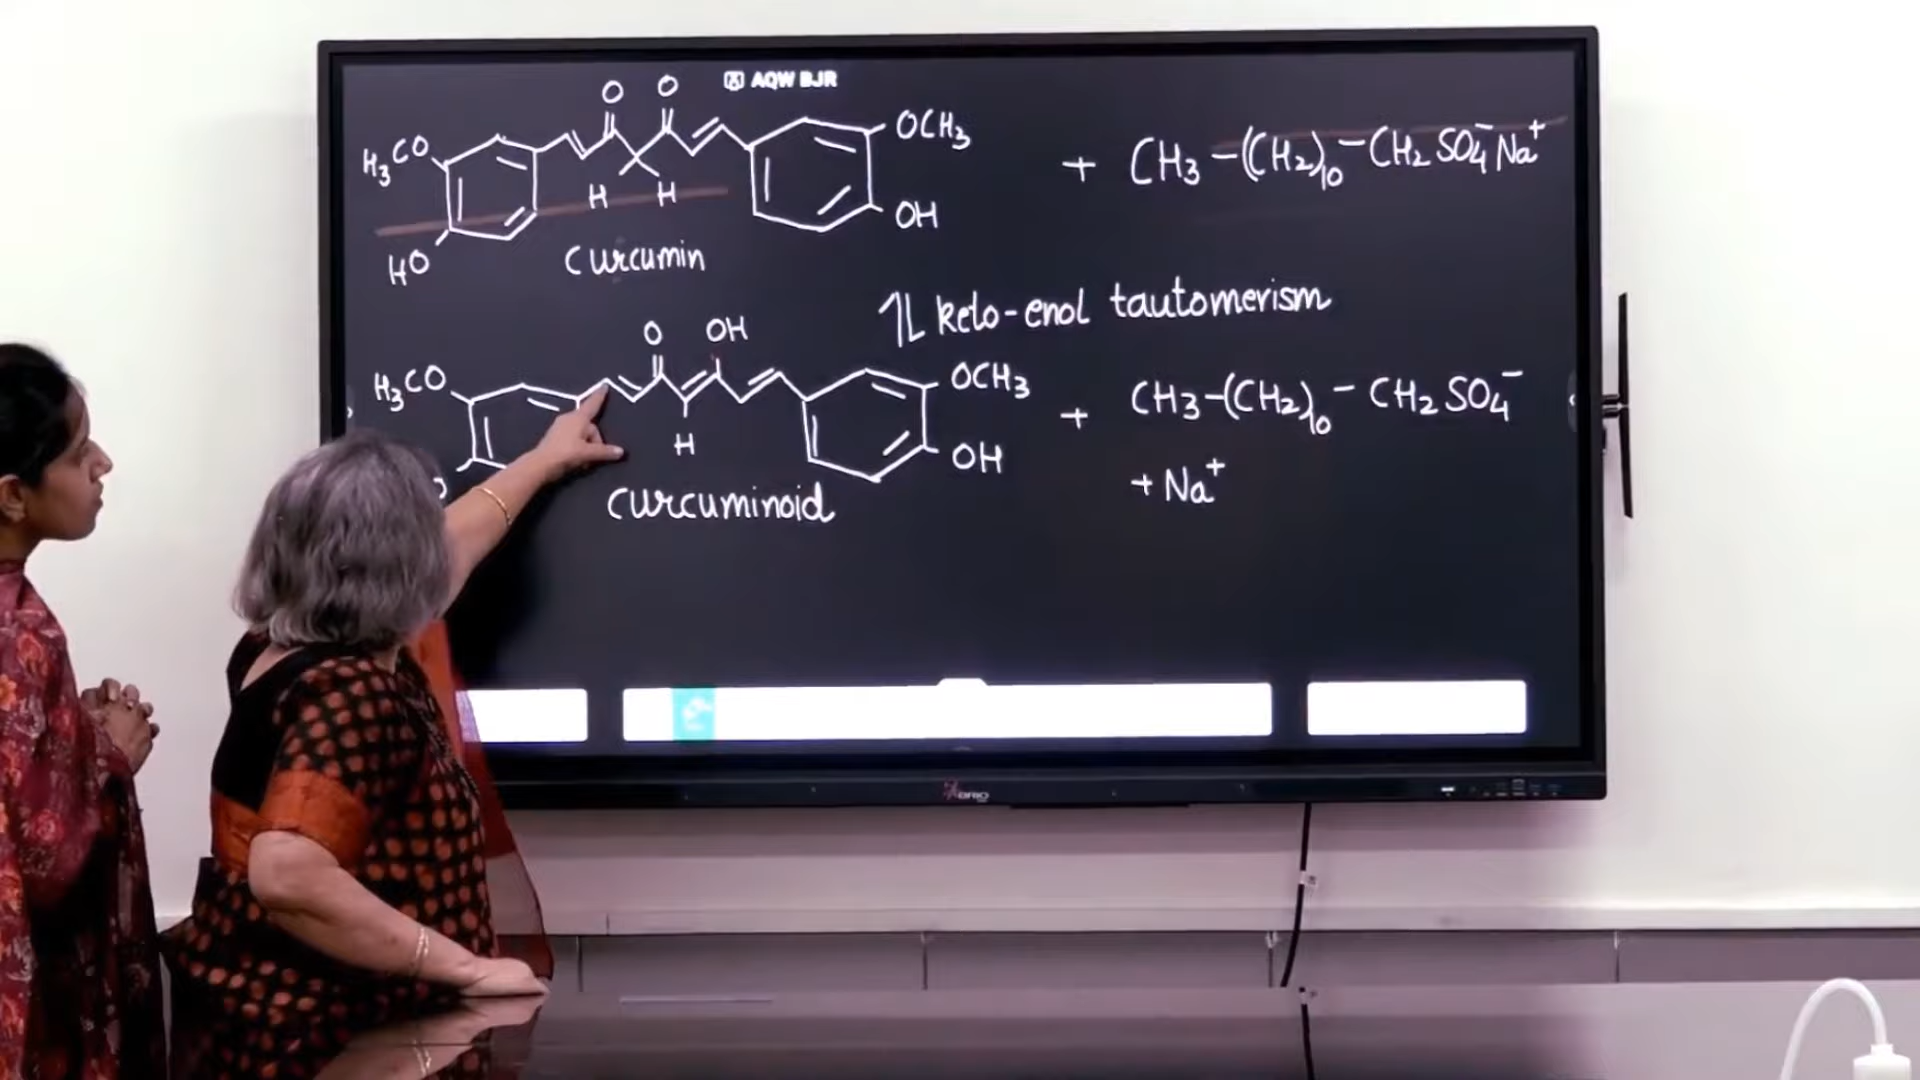 AQW BJR
O O
H₃CO OCH₃ + CH₃-(CH₂)₁₀-CH₂SO₄⁻Na⁺
H H
HO OH
Curcumin
⇅ keto-enol tautomerism
O OH
H₃CO OCH₃ + CH₃-(CH₂)₁₀-CH₂SO₄⁻
H OH
+ Na⁺
curcuminoid
BRIO